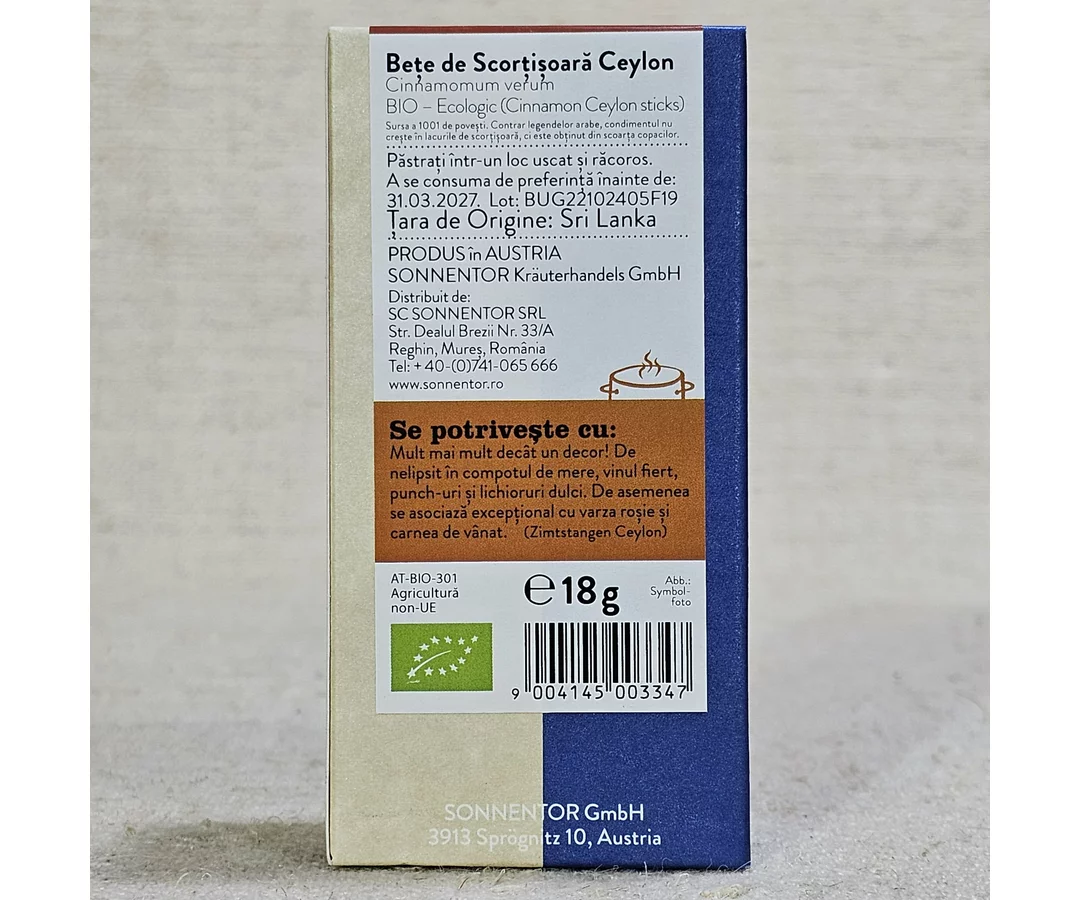 Bețe de Scortișoară Ceylon
Cinnamomum verum
BIO – Ecologic (Cinnamon Ceylon sticks)
Sursa a 1001 de povești. Contrar legendelor arabe, condimentul nu
crește în lacurile de scorțișoară, ci este obținut din scoarța copacilor.
Păstrați într-un loc uscat și răcoros.
A se consuma de preferință înainte de:
31.03.2027. Lot: BUG22102405F19
Țara de Origine: Sri Lanka
PRODUS în AUSTRIA
SONNENTOR Kräuterhandels GmbH
Distribuit de:
SC SONNENTOR SRL
Str. Dealul Brezii Nr. 33/A
Reghin, Mureș, România
Tel: +40-(0)741-065 666
www.sonnentor.ro
Se potrivește cu:
Mult mai mult decât un decor! De
nelipsit în compotul de mere, vinul fiert,
punch-uri și lichioruri dulci. De asemenea
se asociază excepțional cu varza roșie și
carnea de vânat. (Zimtstangen Ceylon)
AT-BIO-301
Agricultură
non-UE
℮ 18 g
Abb.:
Symbol-
foto
9 004145 003347
SONNENTOR GmbH
3913 Sprögnitz 10, Austria